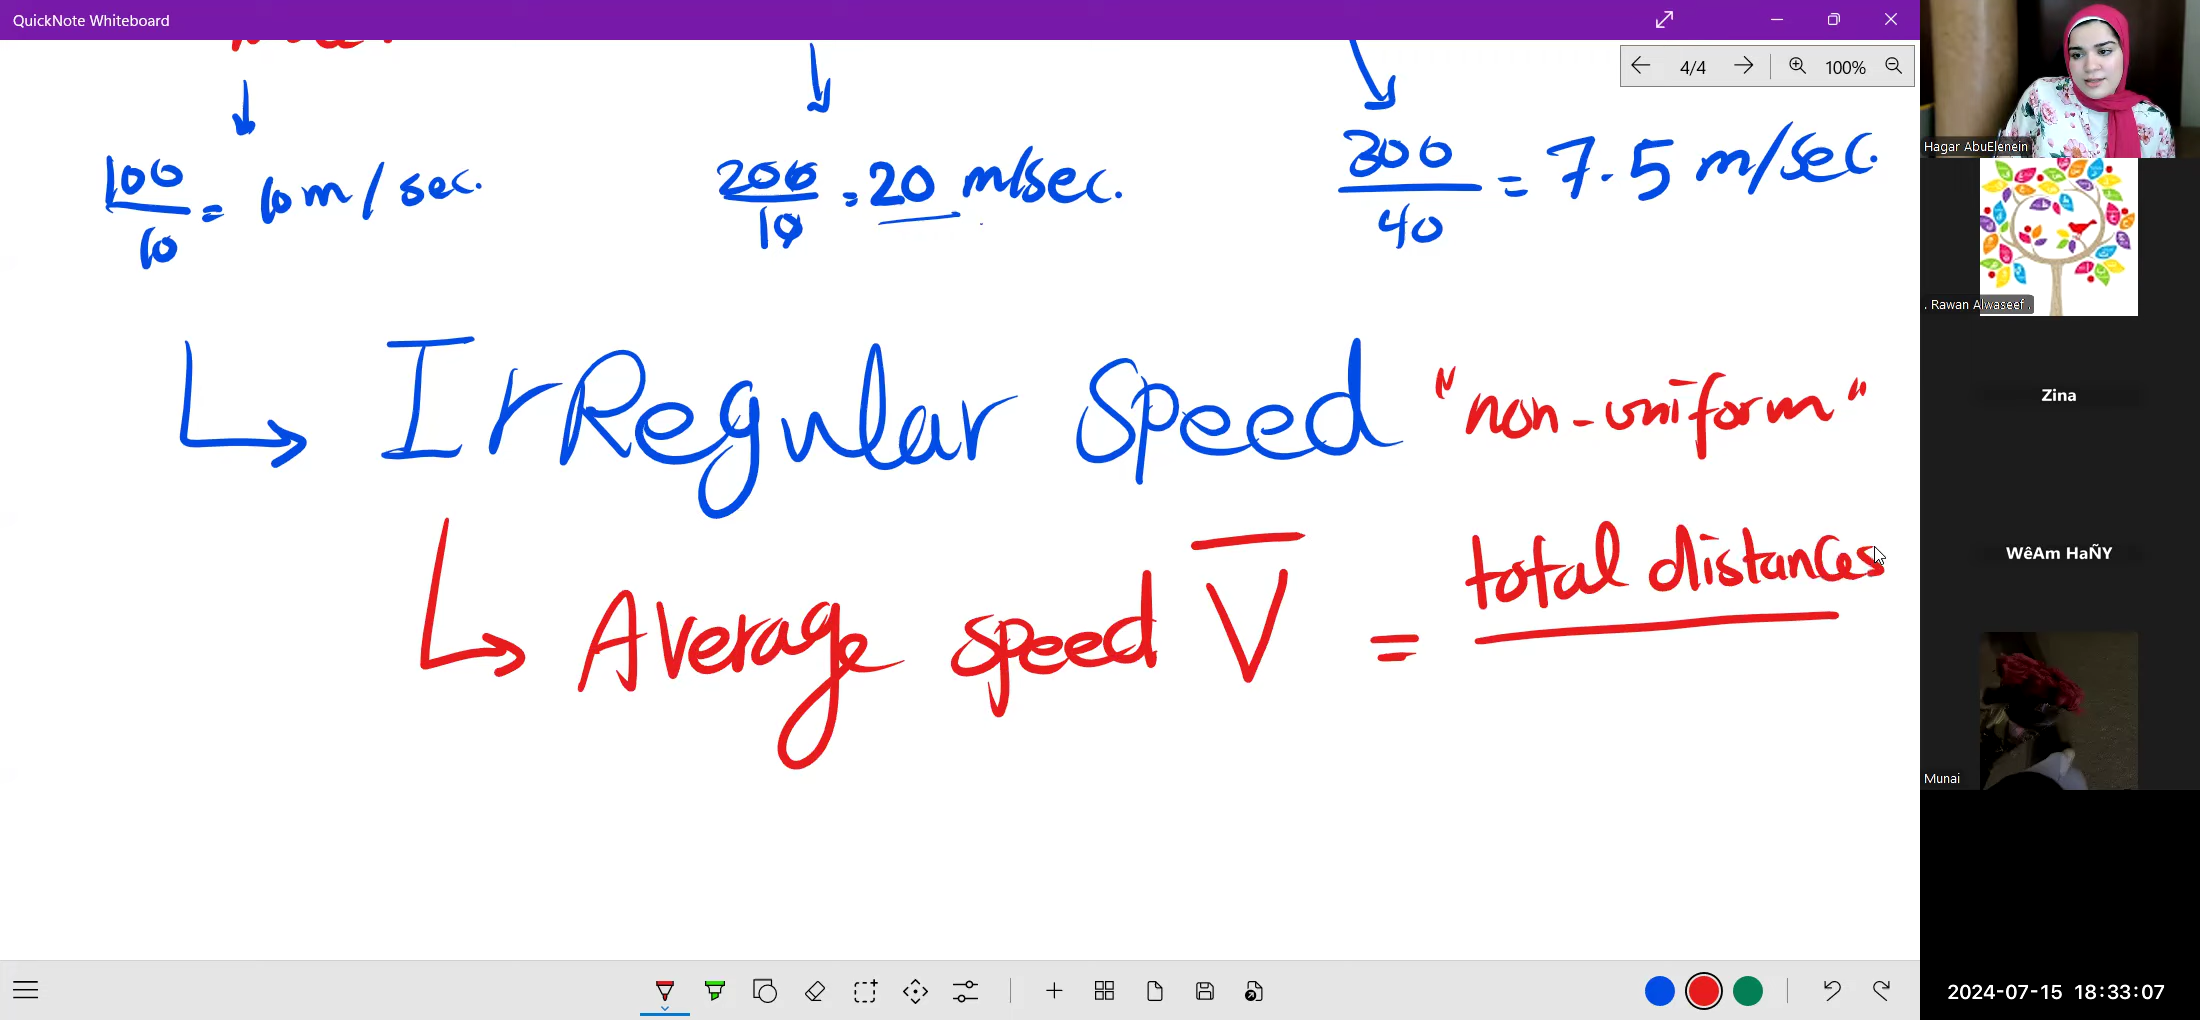 QuickNote Whiteboard
4/4
100%
100/10 = 10 m/sec.
200/10 = 20 m/sec.
300/40 = 7.5 m/sec.
IrRegular Speed "non-uniform"
Average speed V̅ = total distances
Hagar AbuElenein
. Rawan Alwaseef .
Zina
WêAm HaÑY
Munai
2024-07-15 18:33:07